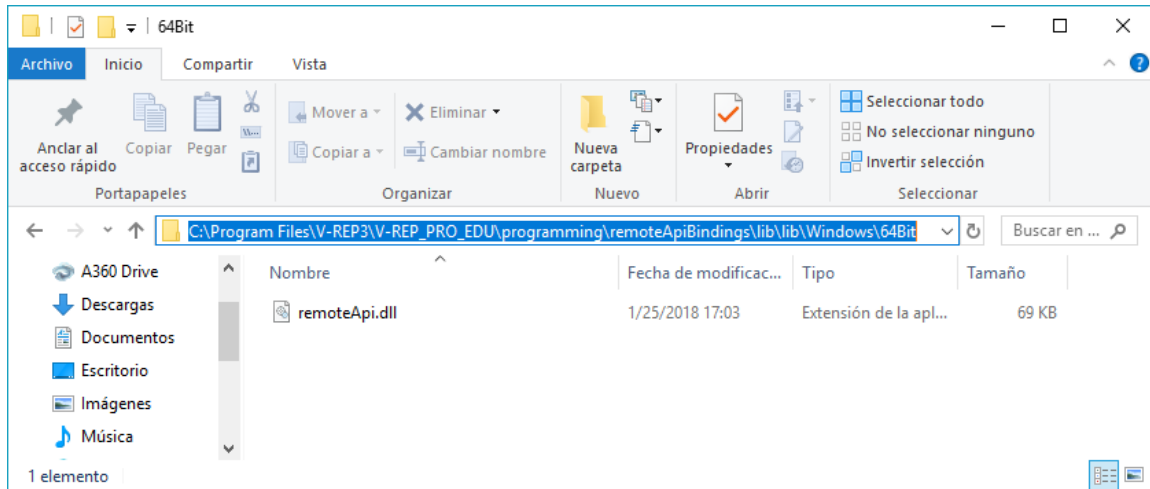 64Bit
Archivo Inicio Compartir Vista
Anclar al acceso rápido
Copiar
Pegar
Portapapeles
Mover a
Copiar a
Eliminar
Cambiar nombre
Organizar
Nueva carpeta
Nuevo
Propiedades
Abrir
Seleccionar todo
No seleccionar ninguno
Invertir selección
Seleccionar
C:\Program Files\V-REP3\V-REP_PRO_EDU\programming\remoteApiBindings\lib\lib\Windows\64Bit
Buscar en ...
A360 Drive
Descargas
Documentos
Escritorio
Imágenes
Música
Nombre Fecha de modificac... Tipo Tamaño
remoteApi.dll 1/25/2018 17:03 Extensión de la apl... 69 KB
1 elemento